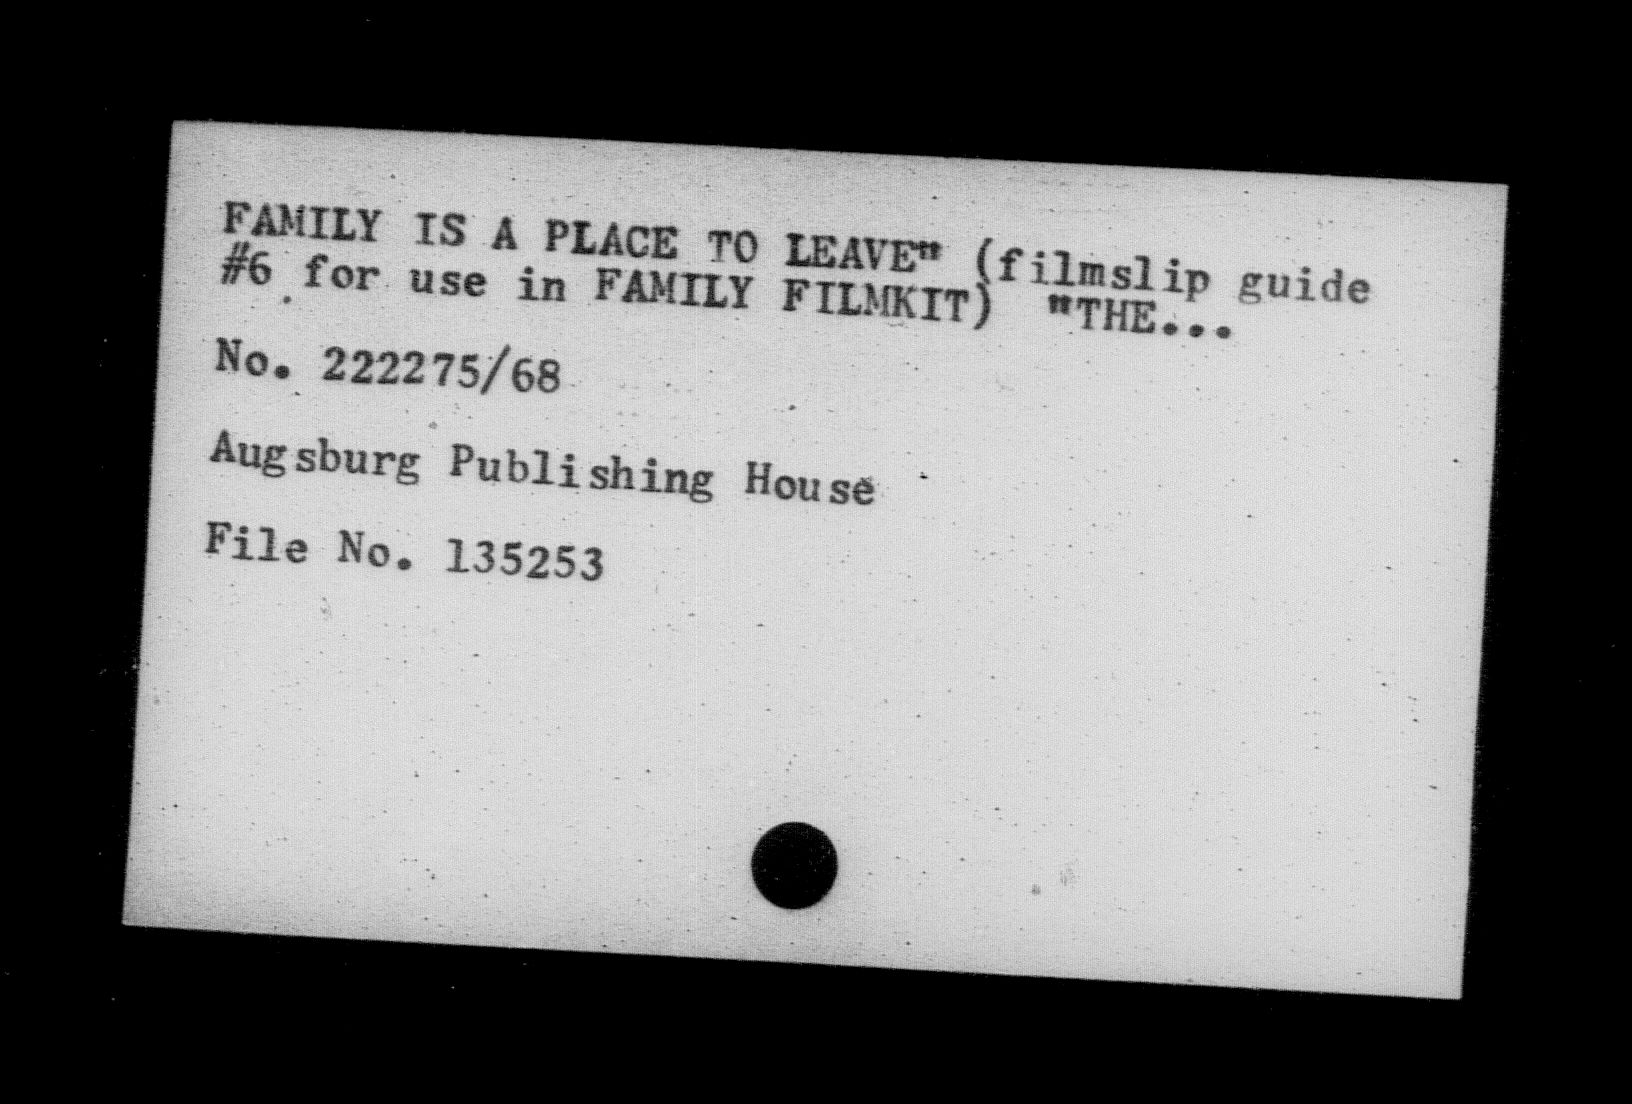 FAMILY IS A PLACE TO LEAVE" (filmslip guide
#6 for use in FAMILY FILMKIT) "THE...
No. 222275/68
Augsburg Publishing House
File No. 135253